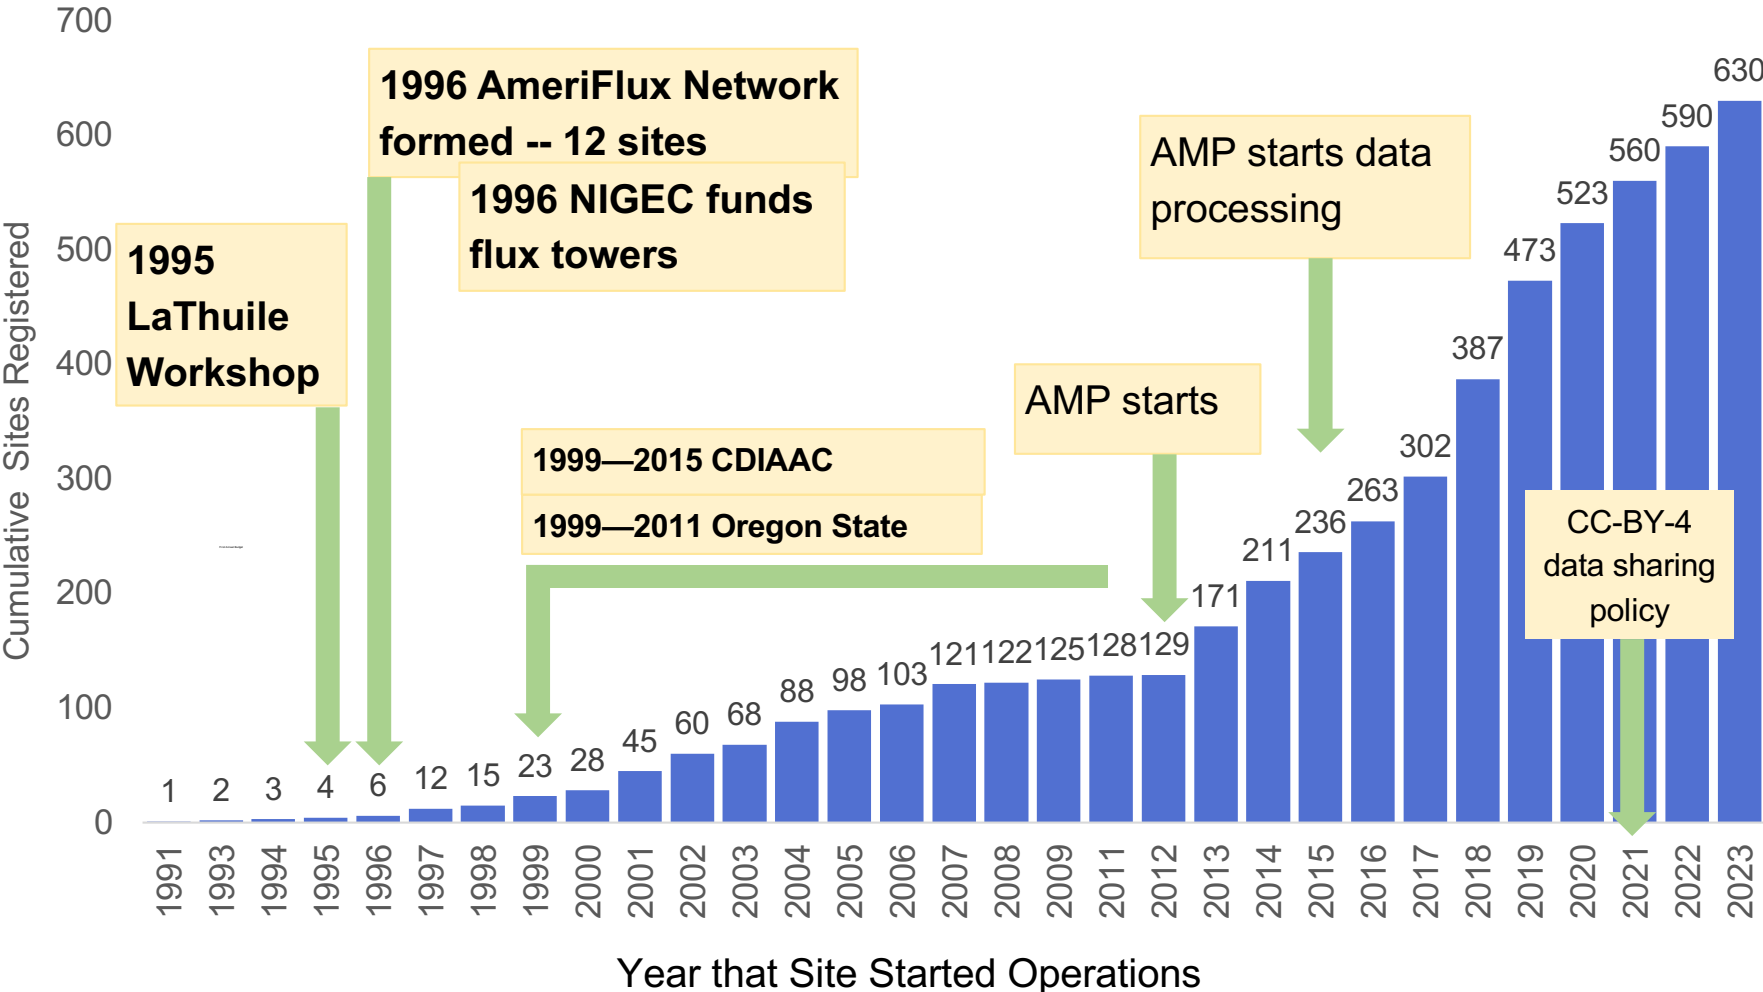 700
600
500
400
300
200
100
0
Cumulative Sites Registered
1996 AmeriFlux Network
formed -- 12 sites
1996 NIGEC funds
flux towers
1995
LaThuile
Workshop
AMP starts data
processing
AMP starts
1999—2015 CDIAAC
1999—2011 Oregon State
CC-BY-4
data sharing
policy
1 2 3 4 6 12 15 23 28 45 60 68 88 98 103 121 122 125 128 129 171 211 236 263 302 387 473 523 560 590 630
1991 1993 1994 1995 1996 1997 1998 1999 2000 2001 2002 2003 2004 2005 2006 2007 2008 2009 2011 2012 2013 2014 2015 2016 2017 2018 2019 2020 2021 2022 2023
Year that Site Started Operations